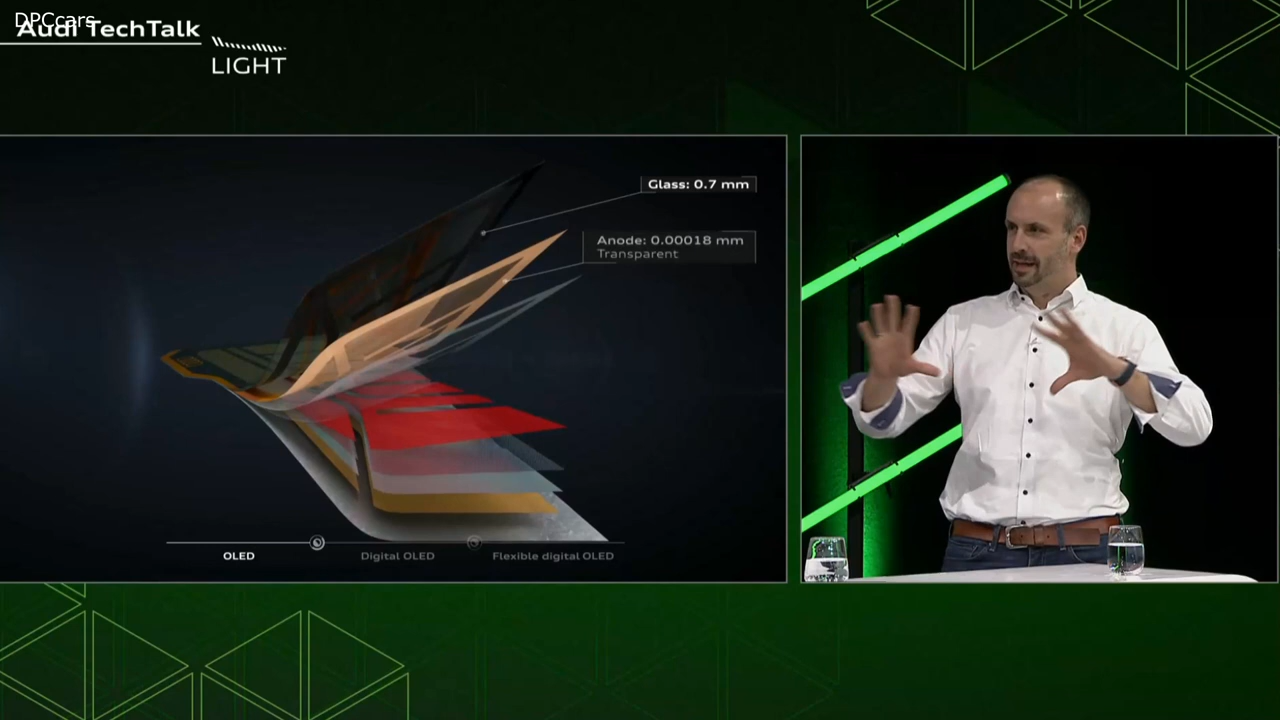 DPCcars
Audi TechTalk
LIGHT
Glass: 0.7 mm
Anode: 0.00018 mm
Transparent
OLED
Digital OLED
Flexible digital OLED